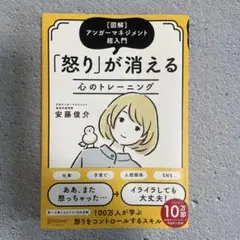 ［図解］
アンガーマネジメント
超入門
「怒り」が消える
心のトレーニング
安藤俊介
仕事 子育て 人間関係 SNS
ああ、また
怒っちゃった…
イライラしても
大丈夫！
100万人が学ぶ
怒りをコントロールするスキル
10万部